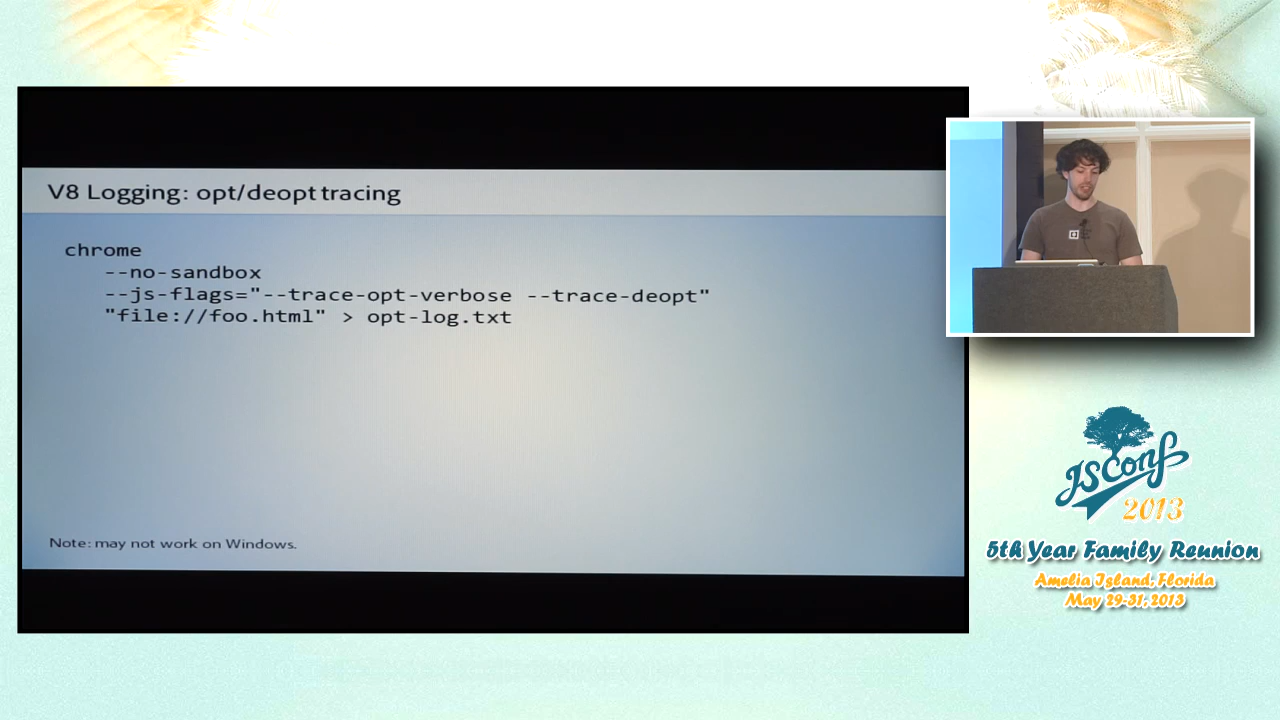 V8 Logging: opt/deopt tracing
chrome
--no-sandbox
--js-flags="--trace-opt-verbose --trace-deopt"
"file://foo.html" > opt-log.txt
Note: may not work on Windows.
JSConf
2013
5th Year Family Reunion
Amelia Island, Florida
May 29-31, 2013